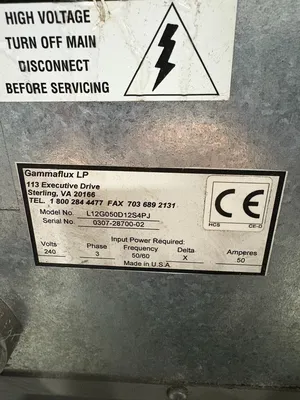 HIGH VOLTAGE
TURN OFF MAIN
DISCONNECT
BEFORE SERVICING
Gammaflux LP
113 Executive Drive
Sterling, VA 20166
TEL. 1 800 284 4477 FAX 703 689 2131
Model No. L12G050D12S4PJ
Serial No. 0307-28700-02
CE
HCS CE-D
Input Power Required:
Volts Phase Frequency Delta Amperes
240 3 50/60 X 50
Made in U.S.A.